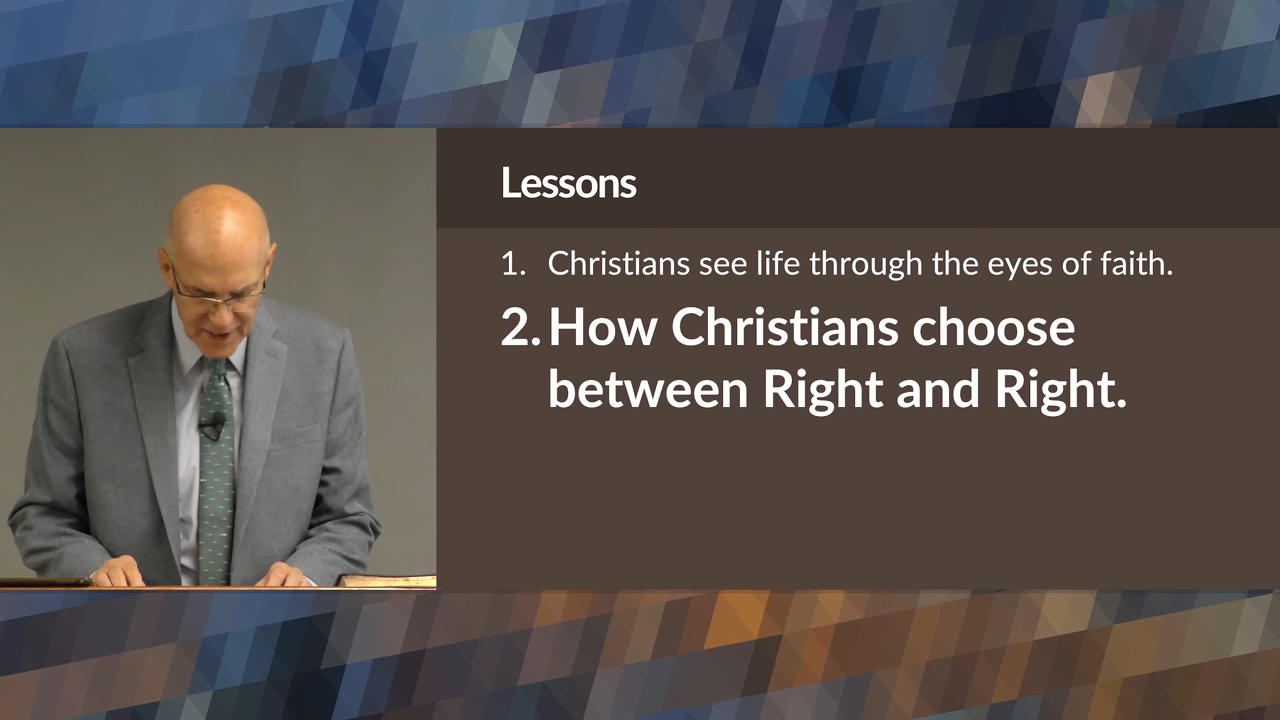 Lessons
1. Christians see life through the eyes of faith.
2. How Christians choose
between Right and Right.